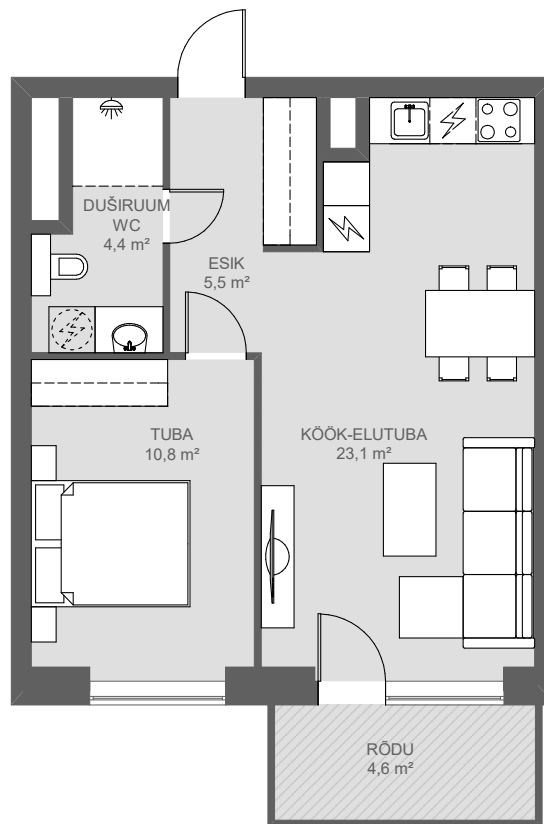 DUŠIRUUM
WC
4,4 m²
ESIK
5,5 m²
TUBA
10,8 m²
KÖÖK-ELUTUBA
23,1 m²
RÕDU
4,6 m²